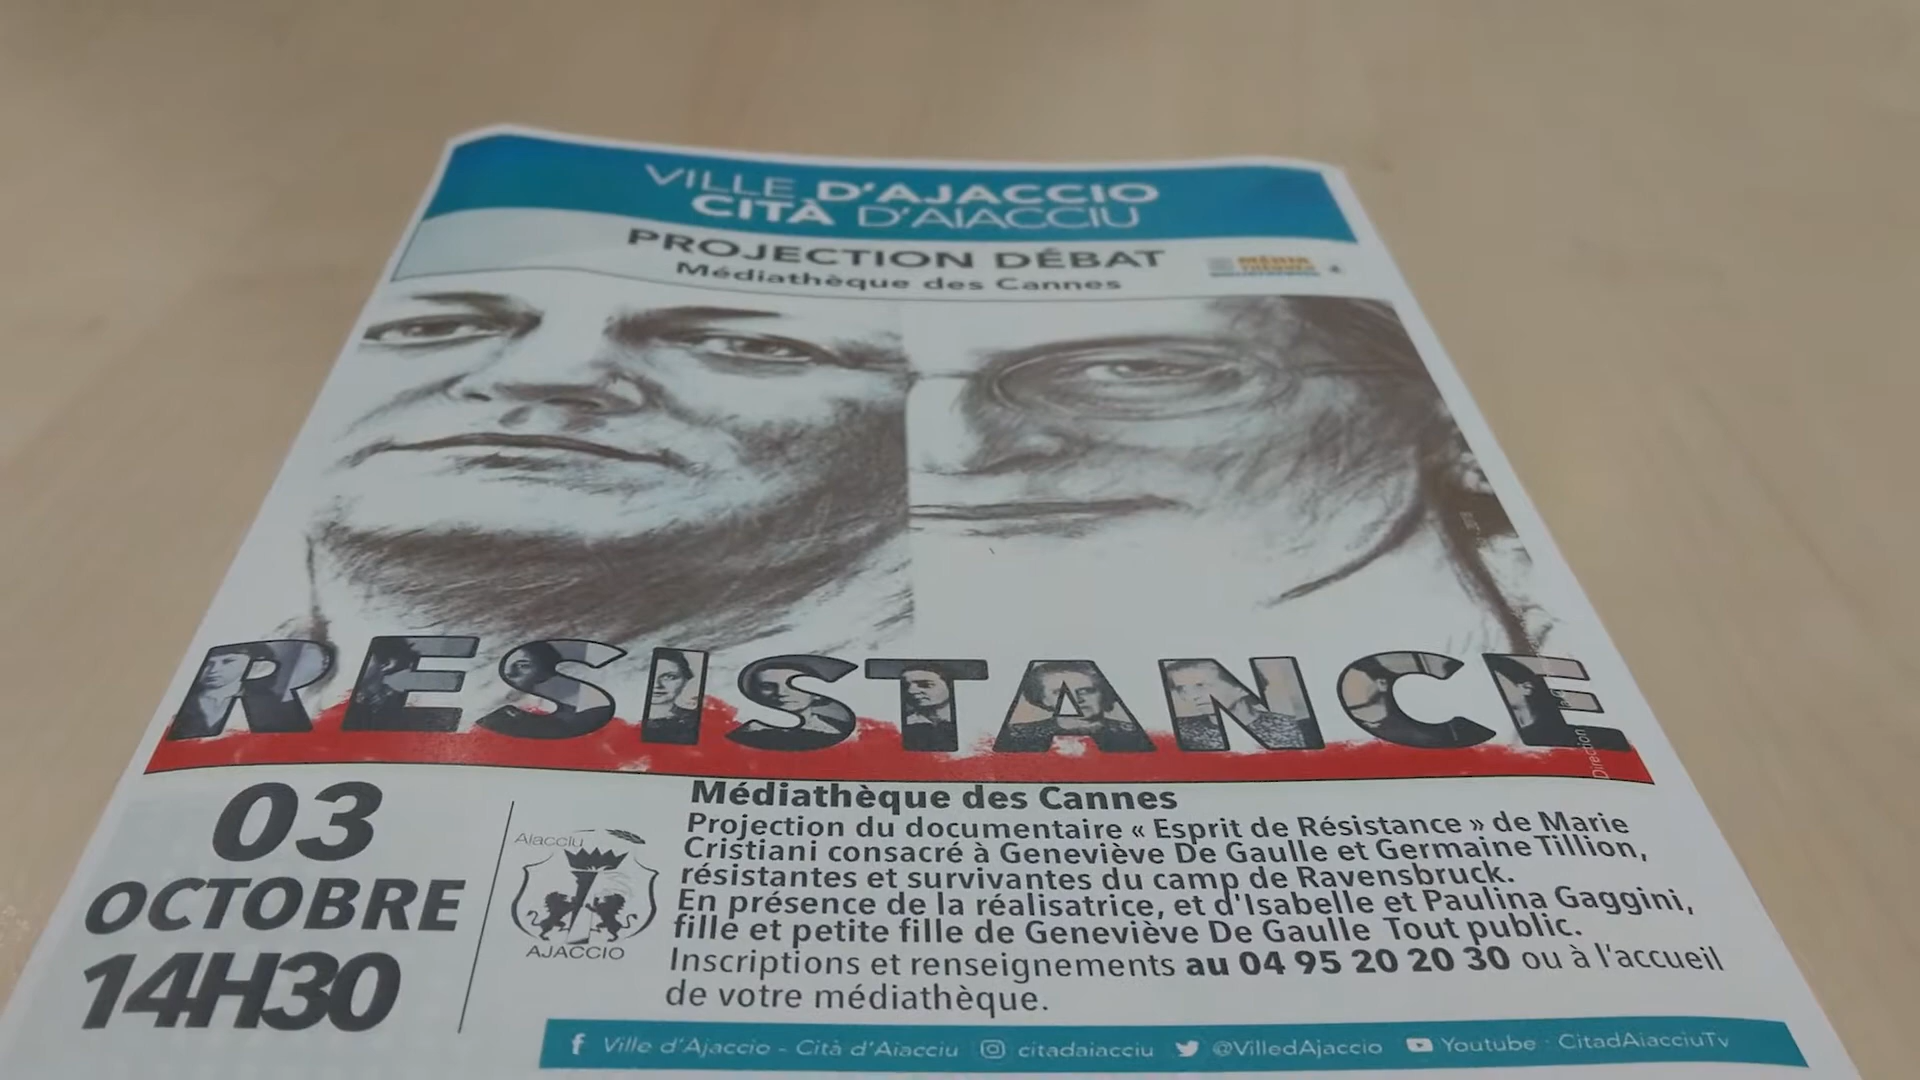 VILLE D'AJACCIO
CITÀ D'AIACCIU
PROJECTION DÉBAT
Médiathèque des Cannes
MÉDIA
RESISTANCE
Direction
03
OCTOBRE
14H30
Aiacciu
AJACCIO
Médiathèque des Cannes
Projection du documentaire « Esprit de Résistance » de Marie
Cristiani consacré à Geneviève De Gaulle et Germaine Tillion,
résistantes et survivantes du camp de Ravensbruck.
En présence de la réalisatrice, et d'Isabelle et Paulina Gaggini,
fille et petite fille de Geneviève De Gaulle Tout public.
Inscriptions et renseignements au 04 95 20 20 30 ou à l'accueil
de votre médiathèque.
Ville d'Ajaccio - Cità d'Aiacciu citadaiacciu @VilledAjaccio Youtube · CitadAiacciuTv